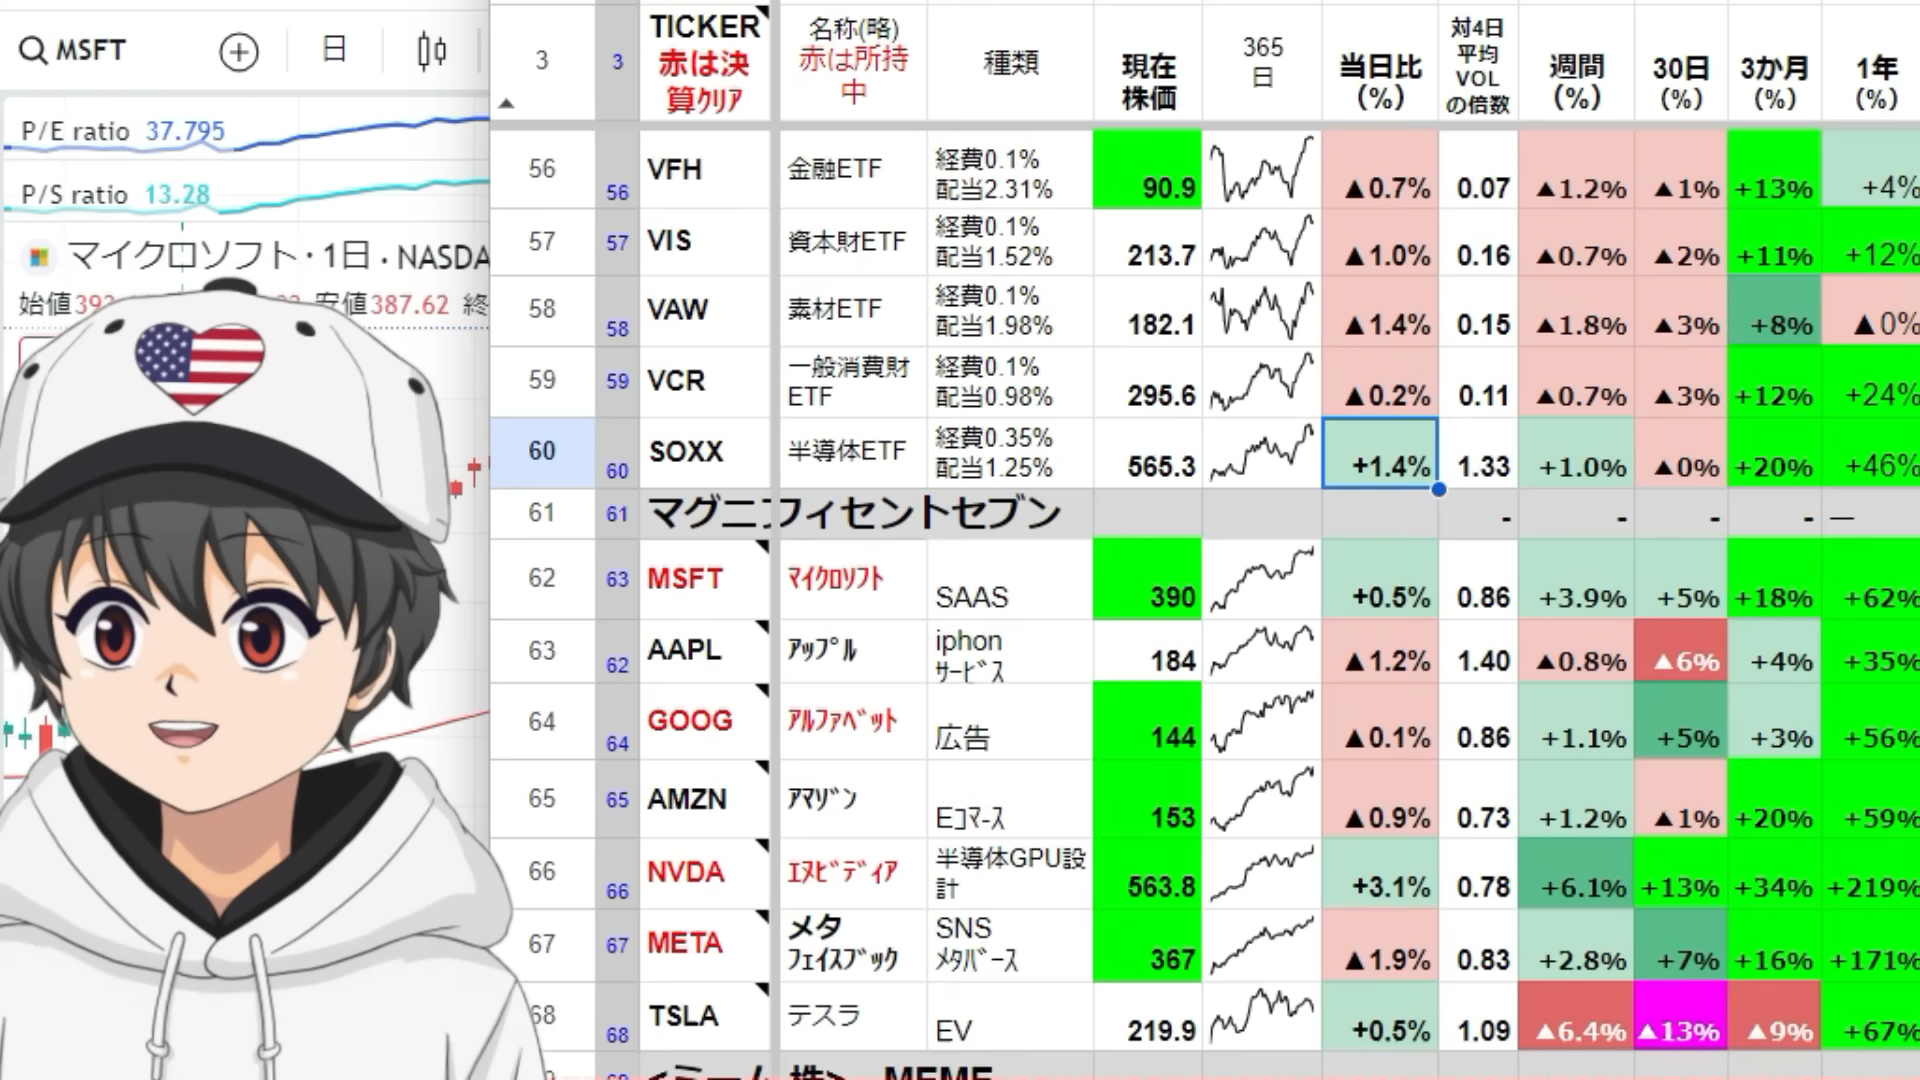 MSFT 日
P/E ratio 37.795
P/S ratio 13.28
マイクロソフト・1日・NASDA
始値393 安値387.62 終
3 3 TICKER 赤は決算ｸﾘｱ 名称(略) 赤は所持中 種類 現在株価 365日 当日比(%) 対4日平均VOLの倍数 週間(%) 30日(%) 3か月(%) 1年(%)
56 56 VFH 金融ETF 経費0.1% 配当2.31% 90.9 ▲0.7% 0.07 ▲1.2% ▲1% +13% +4%
57 57 VIS 資本財ETF 経費0.1% 配当1.52% 213.7 ▲1.0% 0.16 ▲0.7% ▲2% +11% +12%
58 58 VAW 素材ETF 経費0.1% 配当1.98% 182.1 ▲1.4% 0.15 ▲1.8% ▲3% +8% ▲0%
59 59 VCR 一般消費財ETF 経費0.1% 配当0.98% 295.6 ▲0.2% 0.11 ▲0.7% ▲3% +12% +24%
60 60 SOXX 半導体ETF 経費0.35% 配当1.25% 565.3 +1.4% 1.33 +1.0% ▲0% +20% +46%
61 61 マグニフィセントセブン - - - - —
62 63 MSFT ﾏｲｸﾛｿﾌﾄ SAAS 390 +0.5% 0.86 +3.9% +5% +18% +62%
63 62 AAPL ｱｯﾌﾟﾙ iphon ｻｰﾋﾞｽ 184 ▲1.2% 1.40 ▲0.8% ▲6% +4% +35%
64 64 GOOG ｱﾙﾌｧﾍﾞｯﾄ 広告 144 ▲0.1% 0.86 +1.1% +5% +3% +56%
65 65 AMZN ｱﾏｿﾞﾝ Eｺﾏｰｽ 153 ▲0.9% 0.73 +1.2% ▲1% +20% +59%
66 66 NVDA ｴﾇﾋﾞﾃﾞｨｱ 半導体GPU設計 563.8 +3.1% 0.78 +6.1% +13% +34% +219%
67 67 META メタ ﾌｪｲｽﾌﾞｯｸ SNS ﾒﾀﾊﾞｰｽ 367 ▲1.9% 0.83 +2.8% +7% +16% +171%
68 68 TSLA テスラ EV 219.9 +0.5% 1.09 ▲6.4% ▲13% ▲9% +67%
<ミーム株> MEME